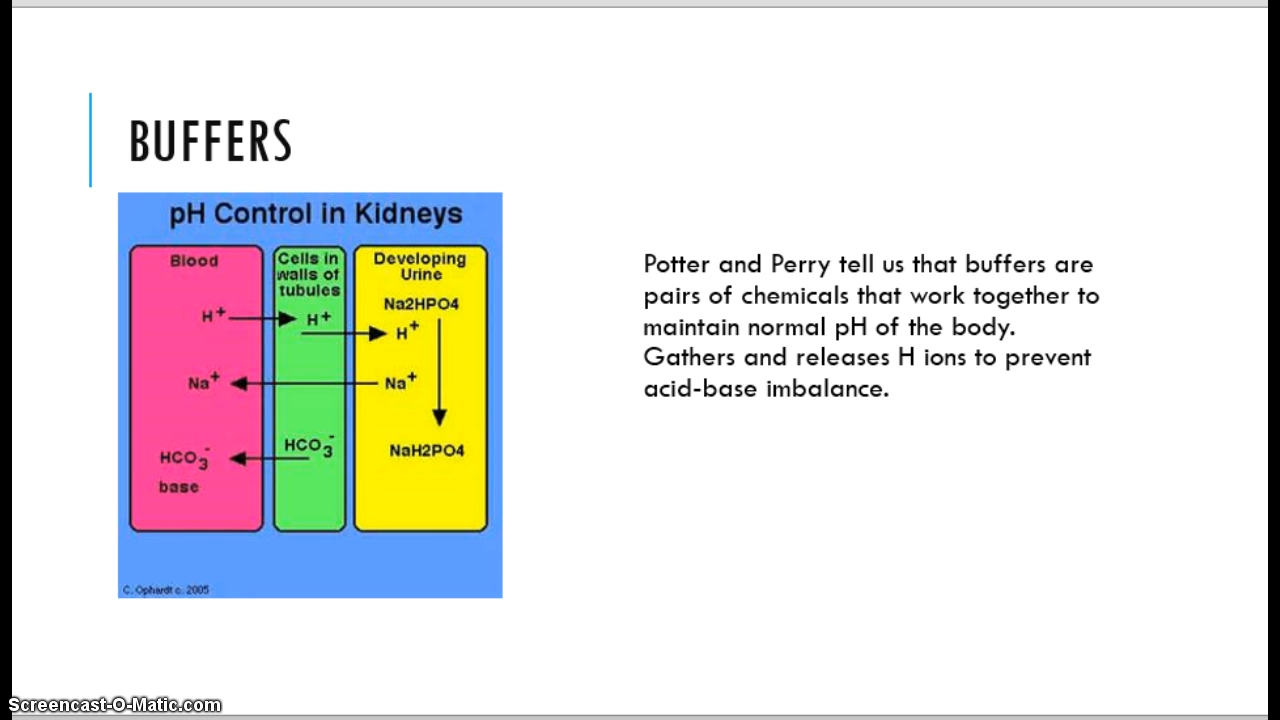 BUFFERS
pH Control in Kidneys
Blood
Cells in
walls of
tubules
Developing
Urine
Na2HPO4
H+
H+
H+
Na+
Na+
HCO3-
HCO3-
NaH2PO4
base
C. Ophardt c. 2005
Potter and Perry tell us that buffers are
pairs of chemicals that work together to
maintain normal pH of the body.
Gathers and releases H ions to prevent
acid-base imbalance.
Screencast-O-Matic.com